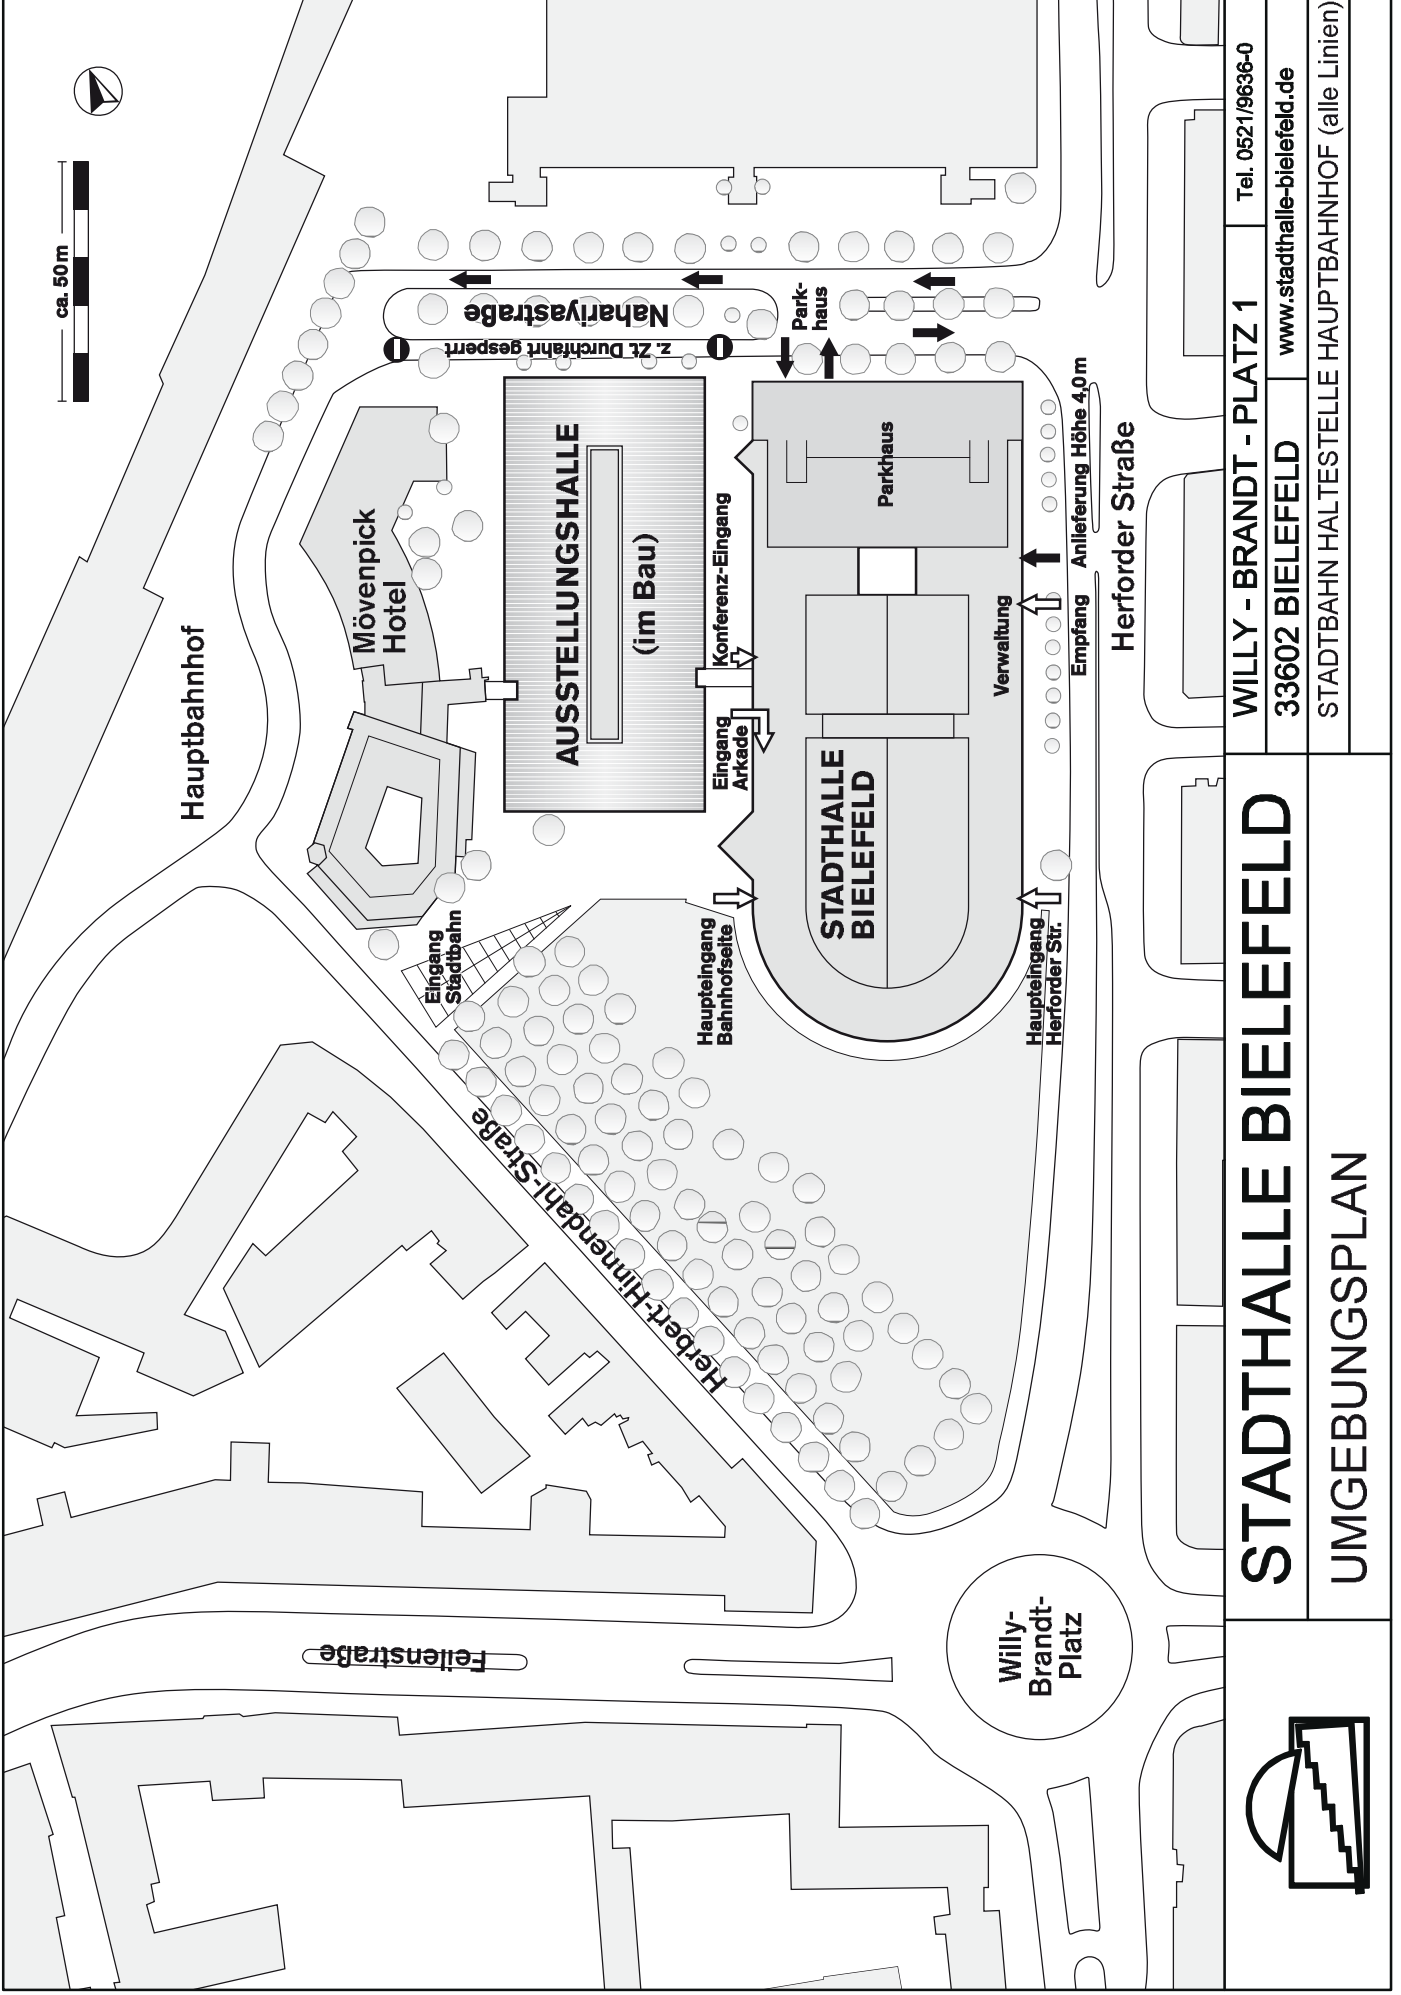 ca. 50m
Hauptbahnhof
Mövenpick
Hotel
AUSSTELLUNGSHALLE
(im Bau)
Nahariyastraße
z. Zt. Durchfahrt gesperrt
Park-
haus
Parkhaus
Konferenz-Eingang
Eingang
Arkade
Eingang
Stadtbahn
Haupteingang
Bahnhofseite
STADTHALLE
BIELEFELD
Verwaltung
Empfang
Anlieferung Höhe 4,0m
Herforder Straße
Haupteingang
Herforder Str.
Herbert-Hinnendahl-Straße
Feilenstraße
Willy-
Brandt-
Platz
STADTHALLE BIELEFELD
UMGEBUNGSPLAN
WILLY - BRANDT - PLATZ 1
Tel. 0521/9636-0
33602 BIELEFELD
www.stadthalle-bielefeld.de
STADTBAHN HALTESTELLE HAUPTBAHNHOF (alle Linien)